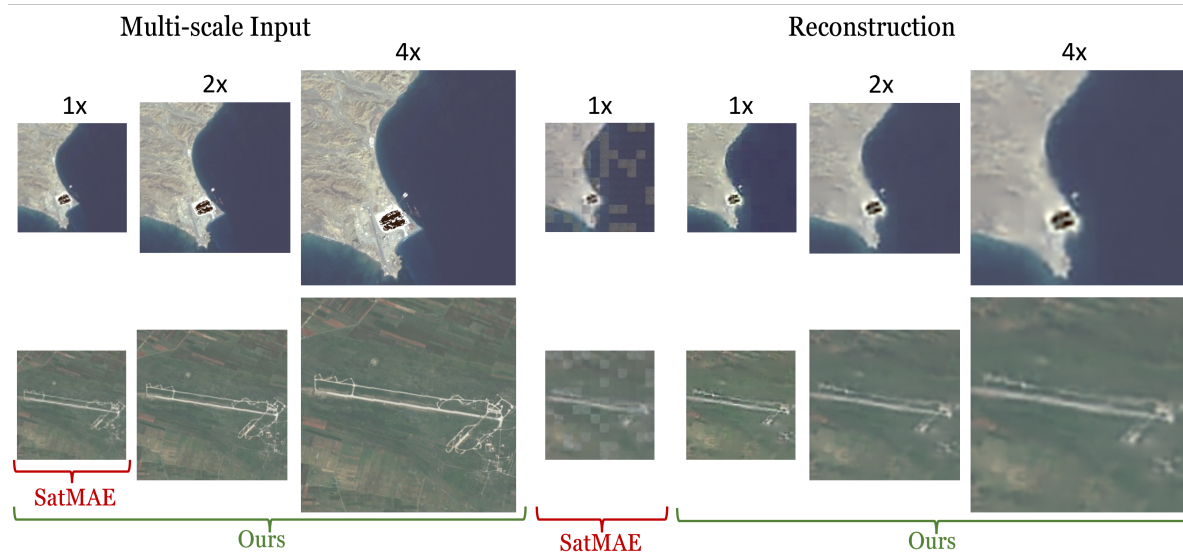 Multi-scale Input
Reconstruction
1x
2x
4x
1x
1x
2x
4x
SatMAE
Ours
SatMAE
Ours